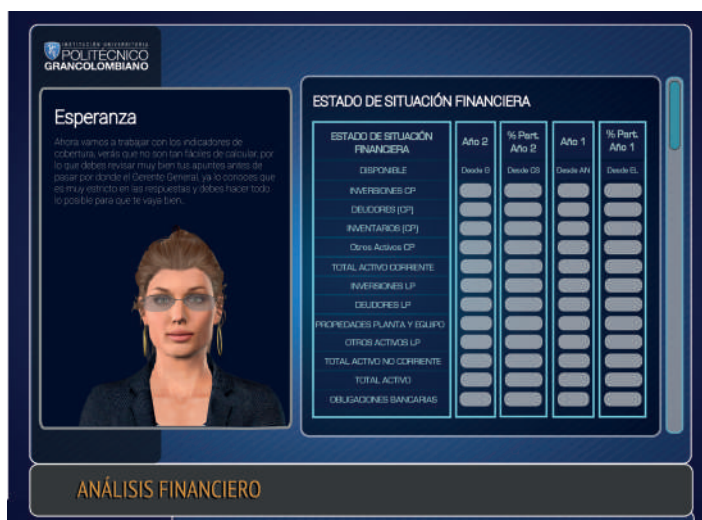 INSTITUCIÓN UNIVERSITARIA
POLITÉCNICO
GRANCOLOMBIANO
Esperanza
Ahora vamos a trabajar con los indicadores de
cobertura, verás que no son tan fáciles de calcular, por
lo que debes revisar muy bien tus apuntes antes de
pasar por donde el Gerente General, ya lo conoces que
es muy estricto en las respuestas y debes hacer todo
lo posible para que te vaya bien.
ESTADO DE SITUACIÓN FINANCIERA
ESTADO DE SITUACIÓN FINANCIERA Año 2 % Part. Año 2 Año 1 % Part. Año 1
DISPONIBLE Desde Desde Desde Desde
INVERSIONES CP
DEUDORES (CP)
INVENTARIOS (CP)
Otros Activos CP
TOTAL ACTIVO CORRIENTE
INVERSIONES LP
DEUDORES LP
PROPIEDADES PLANTA Y EQUIPO
OTROS ACTIVOS LP
TOTAL ACTIVO NO CORRIENTE
TOTAL ACTIVO
OBLIGACIONES BANCARIAS
ANÁLISIS FINANCIERO